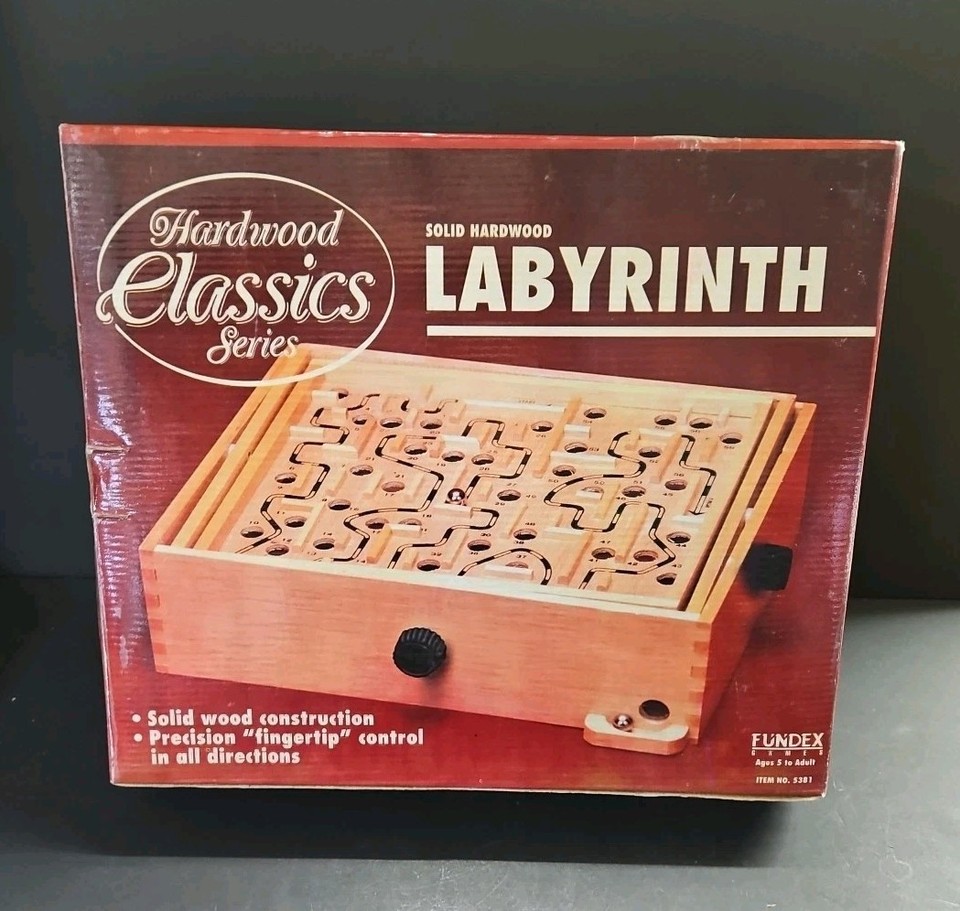 Hardwood
Classics
Series
SOLID HARDWOOD
LABYRINTH
• Solid wood construction
• Precision "fingertip" control
in all directions
FUNDEX
GAMES
Ages 5 to Adult
ITEM NO. 5381